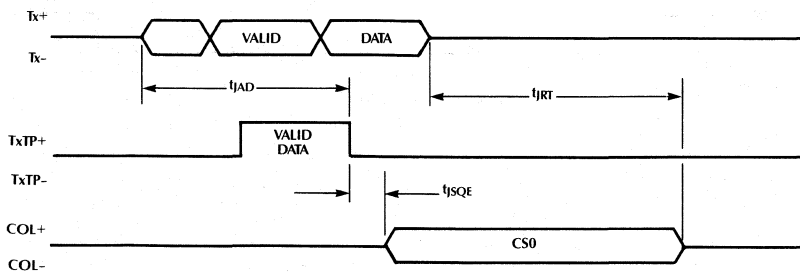 Tx+
VALID
DATA
Tx–
tJAD
tJRT
TxTP+
VALID
DATA
TxTP–
tJSQE
COL+
CS0
COL–